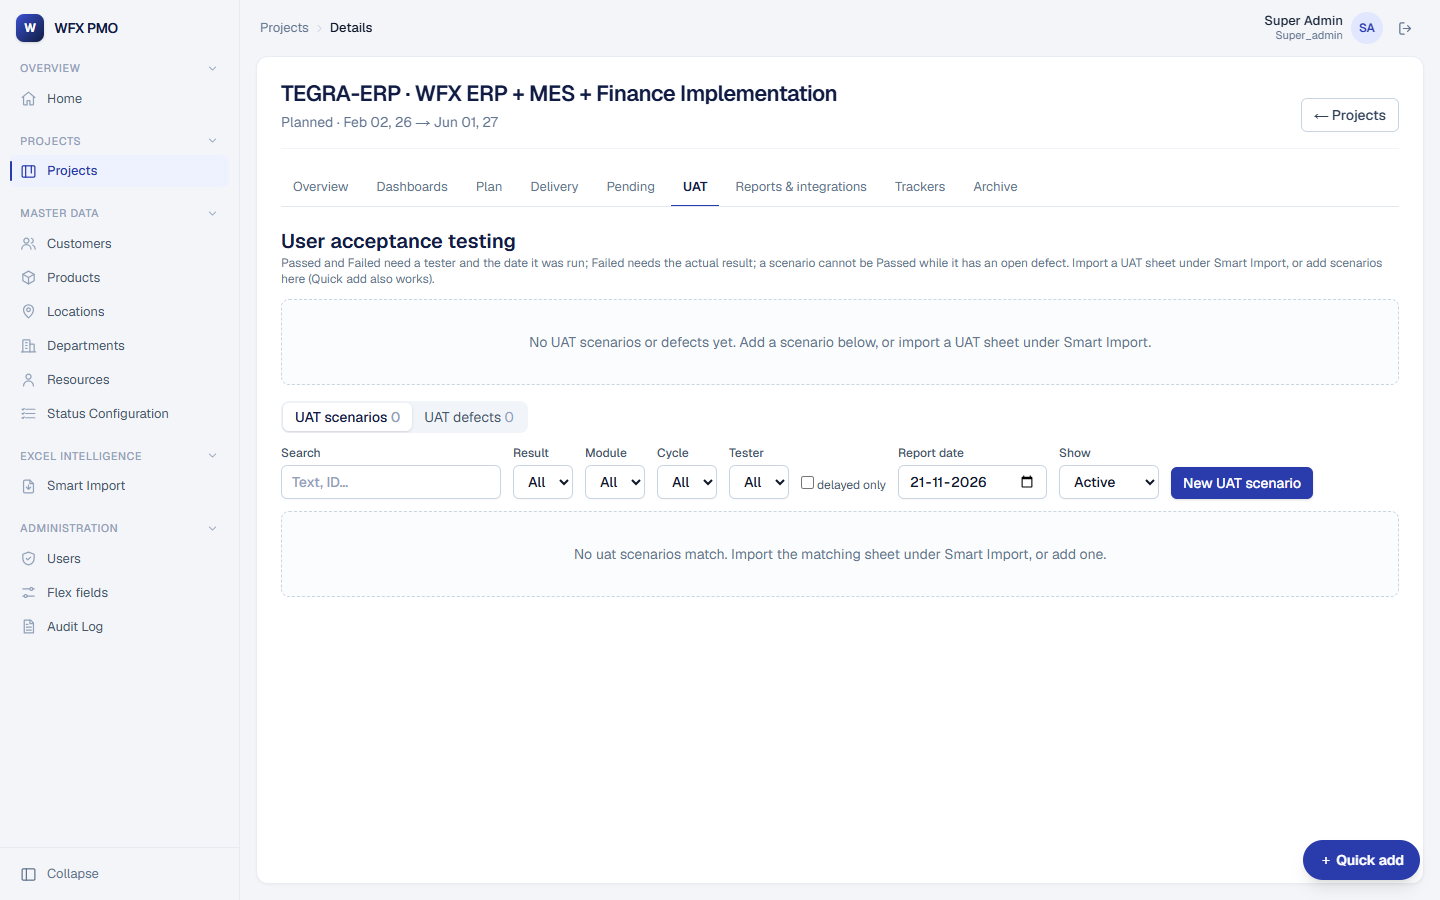 W WFX PMO
OVERVIEW
Home
PROJECTS
Projects
MASTER DATA
Customers
Products
Locations
Departments
Resources
Status Configuration
EXCEL INTELLIGENCE
Smart Import
ADMINISTRATION
Users
Flex fields
Audit Log
Collapse
Projects › Details
Super Admin
Super_admin
SA
TEGRA-ERP · WFX ERP + MES + Finance Implementation
Planned · Feb 02, 26 → Jun 01, 27
← Projects
Overview Dashboards Plan Delivery Pending UAT Reports & integrations Trackers Archive
User acceptance testing
Passed and Failed need a tester and the date it was run; Failed needs the actual result; a scenario cannot be Passed while it has an open defect. Import a UAT sheet under Smart Import, or add scenarios
here (Quick add also works).
No UAT scenarios or defects yet. Add a scenario below, or import a UAT sheet under Smart Import.
UAT scenarios 0 UAT defects 0
Search Result Module Cycle Tester Report date Show
Text, ID... All All All All delayed only 21-11-2026 Active New UAT scenario
No uat scenarios match. Import the matching sheet under Smart Import, or add one.
+ Quick add